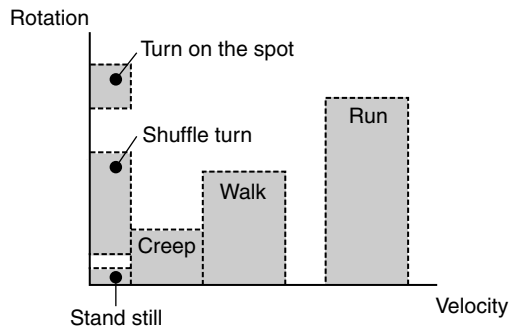 Rotation
Turn on the spot
Run
Shuffle turn
Walk
Creep
Velocity
Stand still